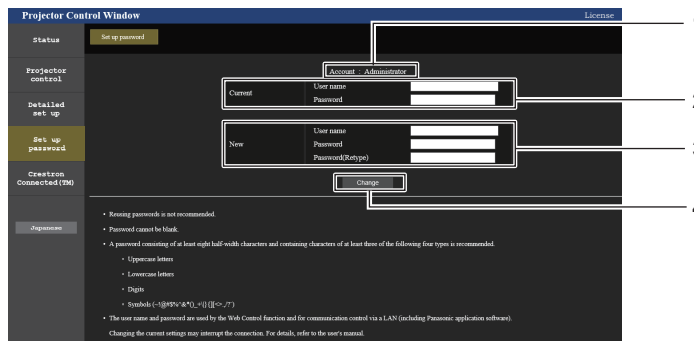 Projector Control Window License
Status
Set up password
Projector
control
Detailed
set up
Set up
password
Crestron
Connected(TM)
Japanese
Account : Administrator
Current
User name
Password
New
User name
Password
Password(Retype)
Change
• Reusing passwords is not recommended.
• Password cannot be blank.
• A password consisting of at least eight half-width characters and containing characters of at least three of the following four types is recommended.
• Uppercase letters
• Lowercase letters
• Digits
• Symbols
• The user name and password are used by the Web Control function and for communication control via a LAN (including Panasonic application software).
Changing the current settings may interrupt the connection. For details, refer to the user's manual.